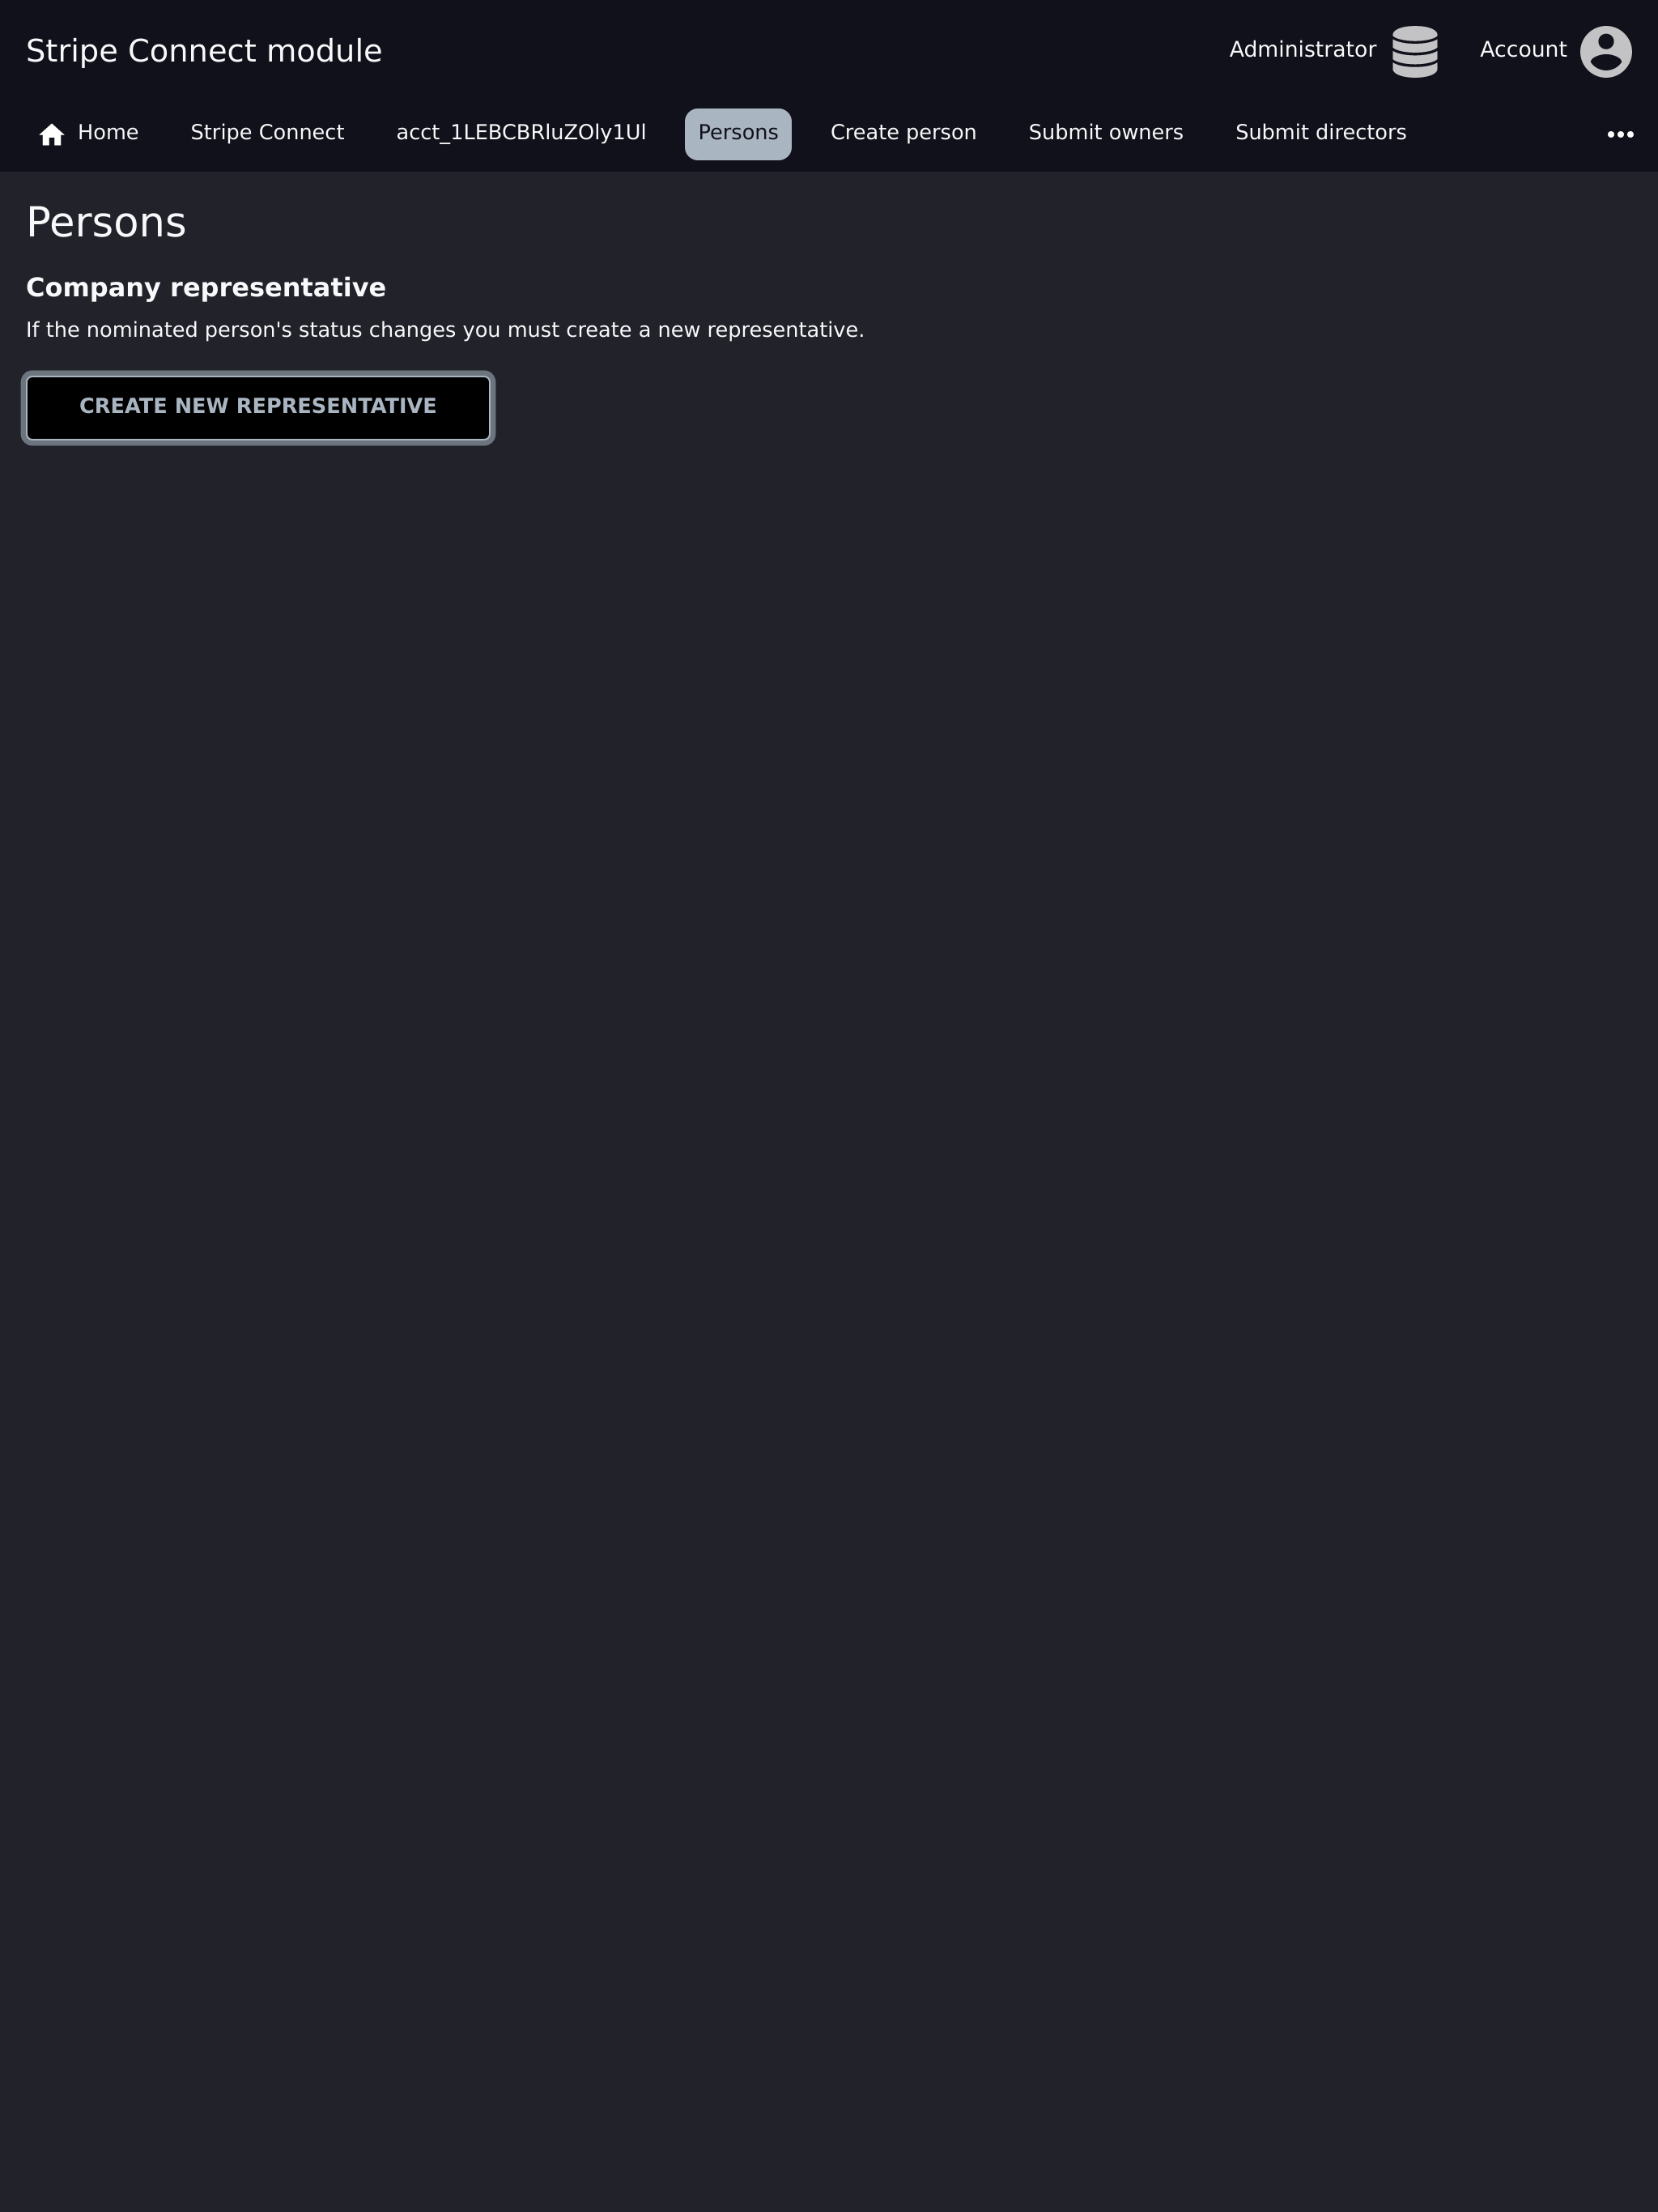 Stripe Connect module
Administrator
Account
Home
Stripe Connect
acct_1LEBCBRluZOly1Ul
Persons
Create person
Submit owners
Submit directors
Persons
Company representative
If the nominated person's status changes you must create a new representative.
CREATE NEW REPRESENTATIVE